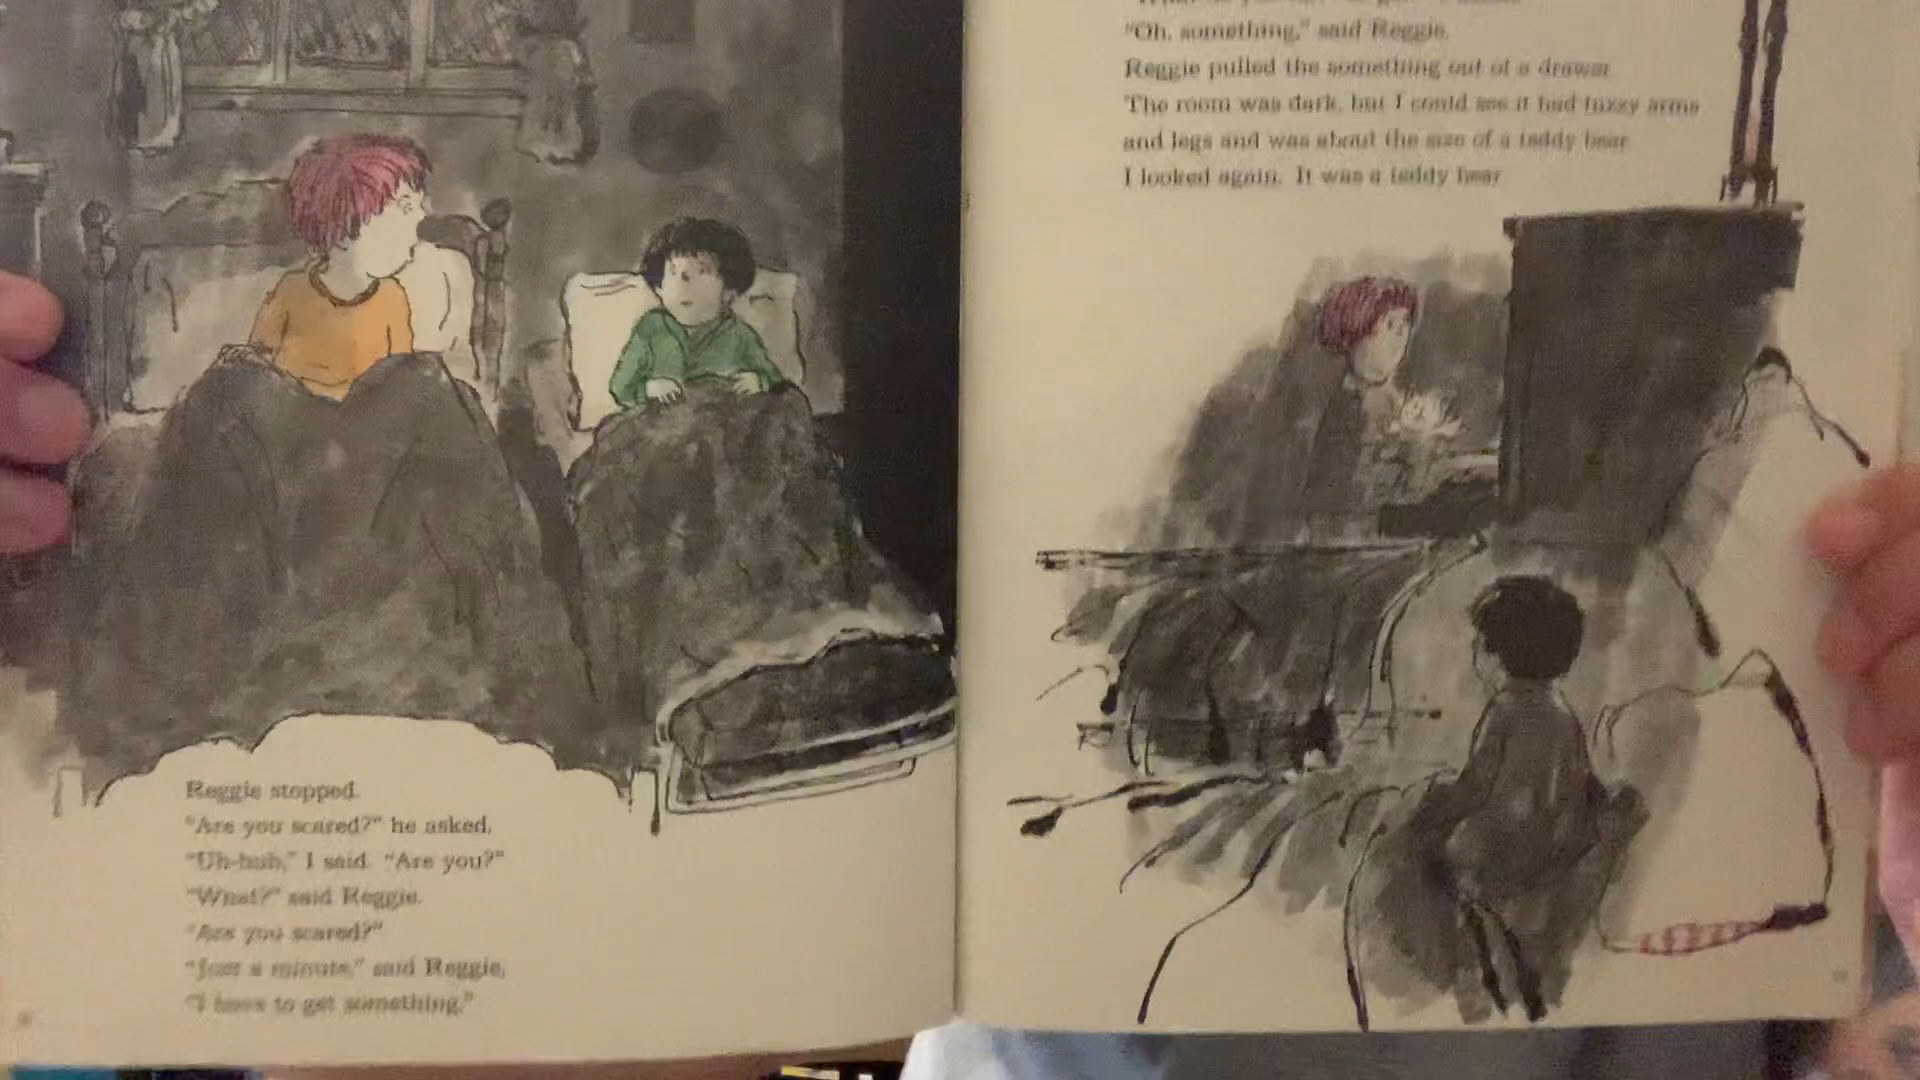 Reggie stopped.
"Are you scared?" he asked.
"Uh-huh," I said. "Are you?"
"What?" said Reggie.
"Are you scared?"
"Just a minute," said Reggie,
"I have to get something."
"Oh, something," said Reggie.
Reggie pulled the something out of a drawer.
The room was dark, but I could see it had fuzzy arms
and legs and was about the size of a teddy bear.
I looked again. It was a teddy bear.